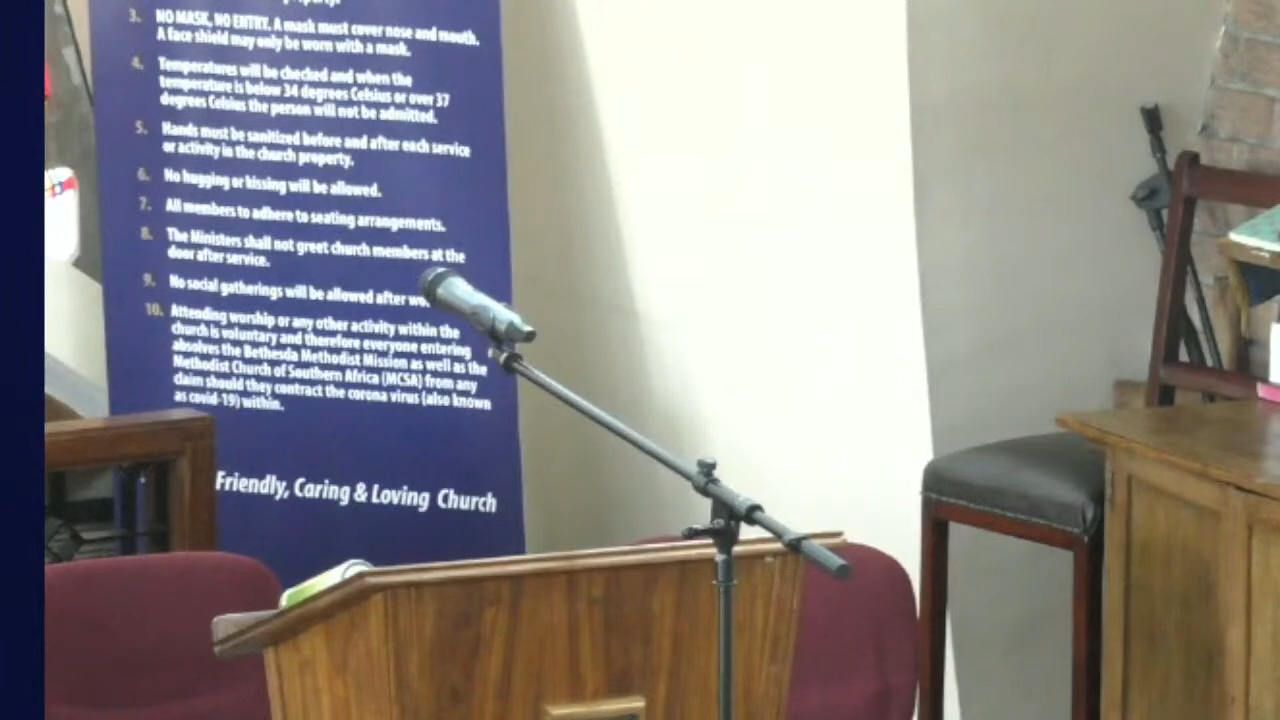 property.
3. NO MASK, NO ENTRY. A mask must cover nose and mouth.
A face shield may only be worn with a mask.
4. Temperatures will be checked and when the
temperature is below 34 degrees Celsius or over 37
degrees Celsius the person will not be admitted.
5. Hands must be sanitized before and after each service
or activity in the church property.
6. No hugging or kissing will be allowed.
7. All members to adhere to seating arrangements.
8. The Ministers shall not greet church members at the
door after service.
9. No social gatherings will be allowed after
10. Attending worship or any other activity within the
church is voluntary and therefore everyone entering
absolves the Bethesda Methodist Mission as well as the
Methodist Church of Southern Africa (MCSA) from any
claim should they contract the corona virus (also known
as covid-19) within.
Friendly, Caring & Loving Church